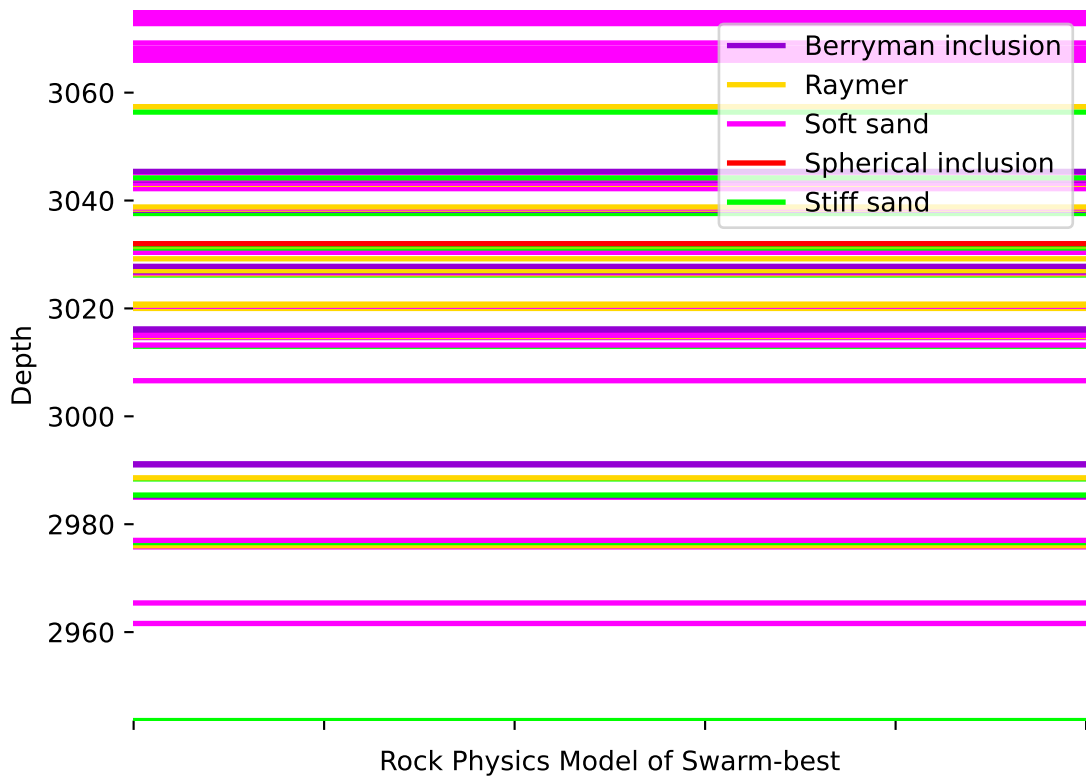 Berryman inclusion
Raymer
Soft sand
Spherical inclusion
Stiff sand
3060
3040
3020
3000
2980
2960
Depth
Rock Physics Model of Swarm-best